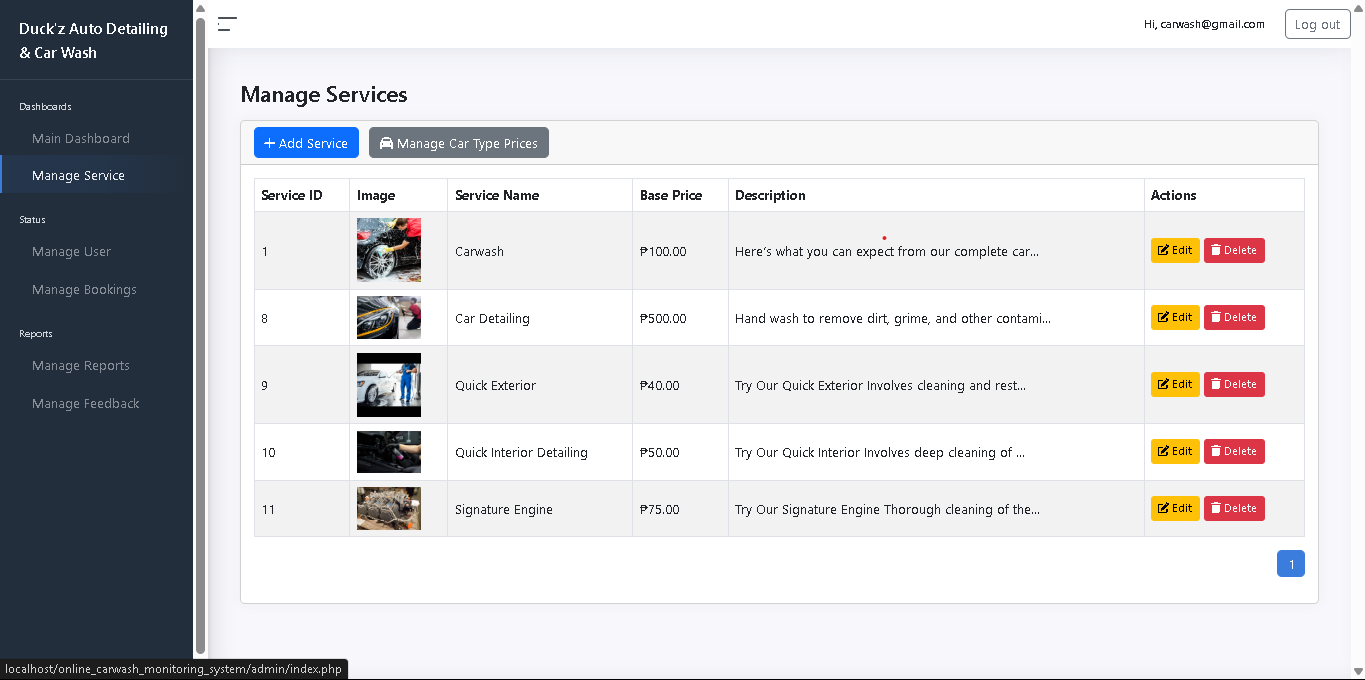 Duck'z Auto Detailing
& Car Wash
Hi, carwash@gmail.com
Log out
Dashboards
Main Dashboard
Manage Service
Status
Manage User
Manage Bookings
Reports
Manage Reports
Manage Feedback
Manage Services
+ Add Service
Manage Car Type Prices
Service ID Image Service Name Base Price Description Actions
1 Carwash ₱100.00 Here's what you can expect from our complete car... Edit Delete
8 Car Detailing ₱500.00 Hand wash to remove dirt, grime, and other contami... Edit Delete
9 Quick Exterior ₱40.00 Try Our Quick Exterior Involves cleaning and rest... Edit Delete
10 Quick Interior Detailing ₱50.00 Try Our Quick Interior Involves deep cleaning of ... Edit Delete
11 Signature Engine ₱75.00 Try Our Signature Engine Thorough cleaning of the... Edit Delete
1
localhost/online_carwash_monitoring_system/admin/index.php